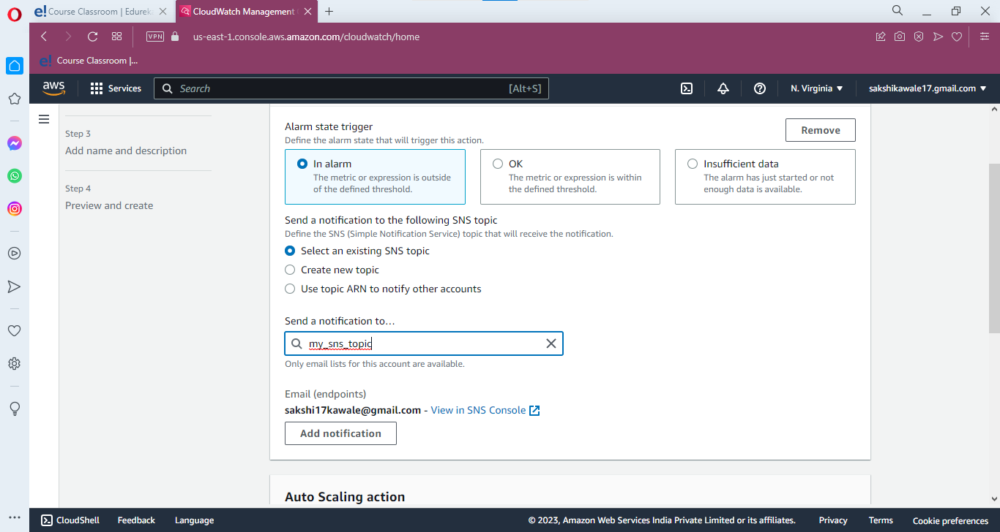 e! Course Classroom | Edurek
CloudWatch Management
VPN
us-east-1.console.aws.amazon.com/cloudwatch/home
e! Course Classroom |...
aws
Services
Search
[Alt+S]
N. Virginia
sakshikawale17.gmail.com
Step 3
Add name and description
Step 4
Preview and create
Alarm state trigger
Define the alarm state that will trigger this action.
Remove
In alarm
The metric or expression is outside
of the defined threshold.
OK
The metric or expression is within
the defined threshold.
Insufficient data
The alarm has just started or not
enough data is available.
Send a notification to the following SNS topic
Define the SNS (Simple Notification Service) topic that will receive the notification.
Select an existing SNS topic
Create new topic
Use topic ARN to notify other accounts
Send a notification to…
my_sns_topic
Only email lists for this account are available.
Email (endpoints)
sakshi17kawale@gmail.com - View in SNS Console
Add notification
Auto Scaling action
CloudShell
Feedback
Language
© 2023, Amazon Web Services India Private Limited or its affiliates.
Privacy
Terms
Cookie preferences